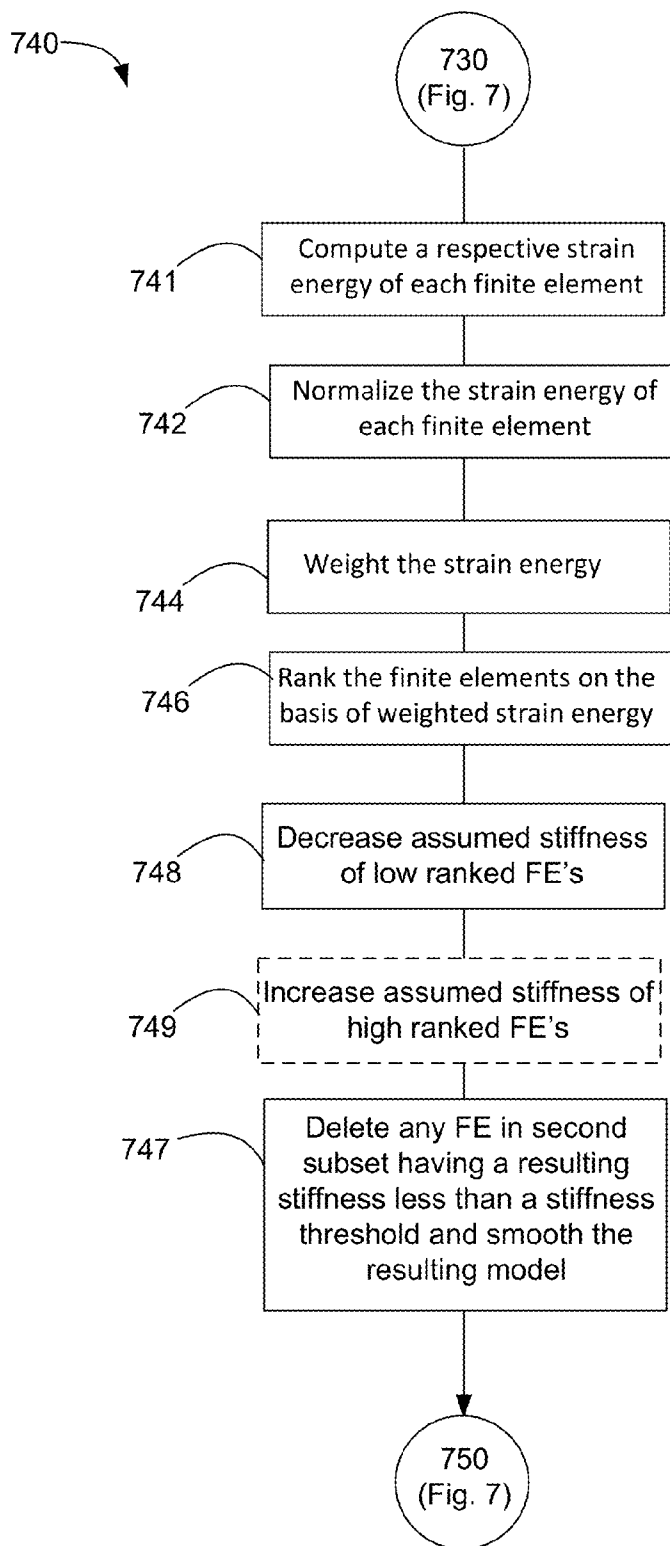 740
730
(Fig. 7)
741
Compute a respective strain
energy of each finite element
742
Normalize the strain energy of
each finite element
744
Weight the strain energy
746
Rank the finite elements on the
basis of weighted strain energy
748
Decrease assumed stiffness
of low ranked FE's
749
Increase assumed stiffness of
high ranked FE's
747
Delete any FE in second
subset having a resulting
stiffness less than a stiffness
threshold and smooth the
resulting model
750
(Fig. 7)